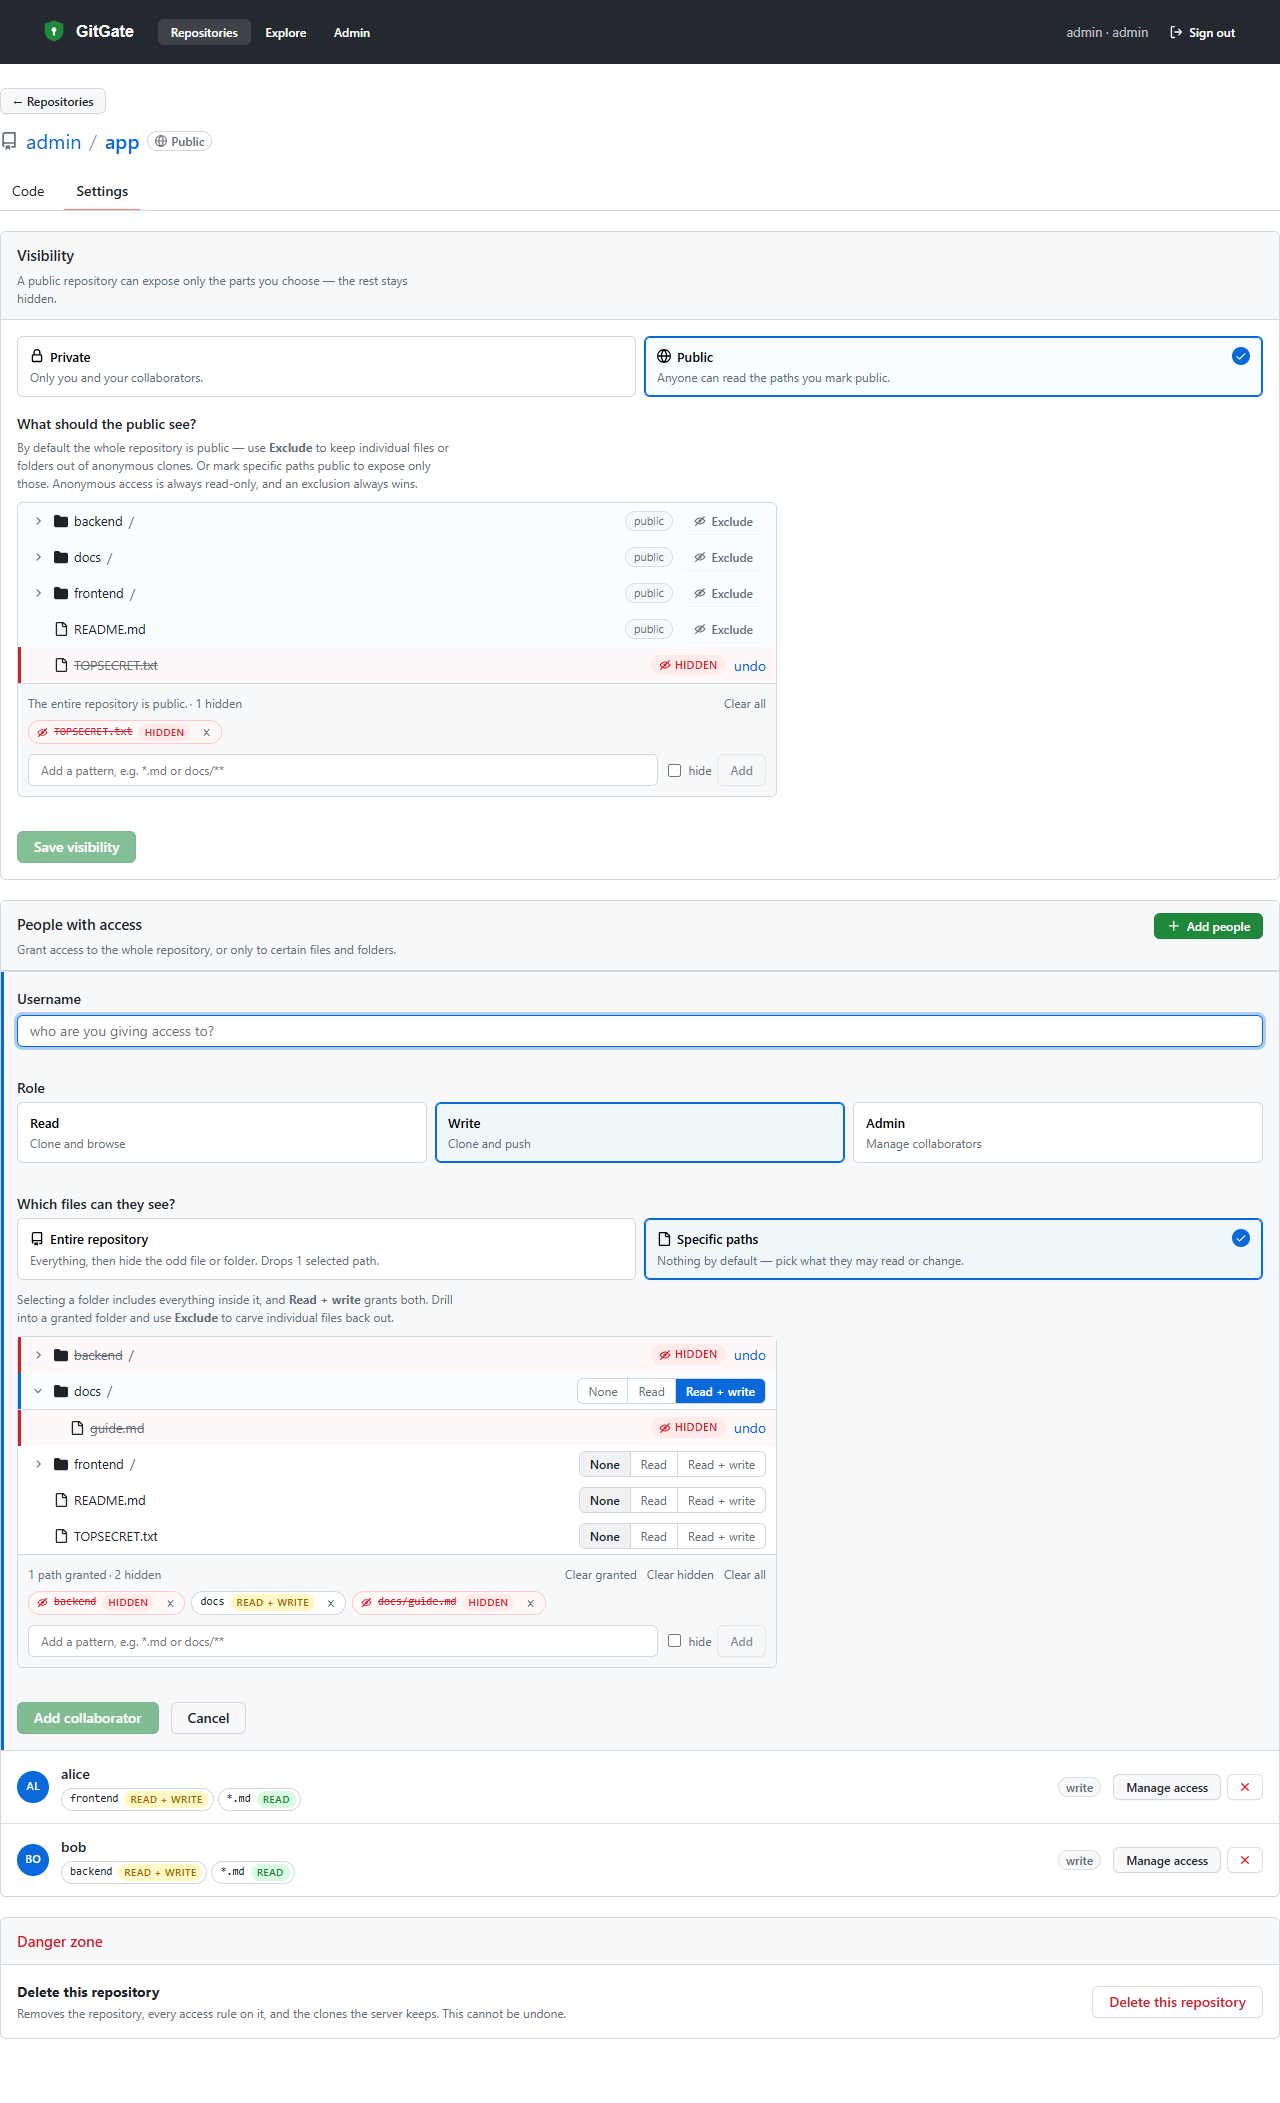 GitGate
Repositories
Explore
Admin
admin · admin
Sign out
← Repositories
admin / app
Public
Code
Settings
Visibility
A public repository can expose only the parts you choose — the rest stays
hidden.
Private
Only you and your collaborators.
Public
Anyone can read the paths you mark public.
What should the public see?
By default the whole repository is public — use Exclude to keep individual files or
folders out of anonymous clones. Or mark specific paths public to expose only
those. Anonymous access is always read-only, and an exclusion always wins.
backend / public Exclude
docs / public Exclude
frontend / public Exclude
README.md public Exclude
TOPSECRET.txt HIDDEN undo
The entire repository is public. · 1 hidden Clear all
TOPSECRET.txt HIDDEN x
Add a pattern, e.g. *.md or docs/** hide Add
Save visibility
People with access
Add people
Grant access to the whole repository, or only to certain files and folders.
Username
who are you giving access to?
Role
Read
Clone and browse
Write
Clone and push
Admin
Manage collaborators
Which files can they see?
Entire repository
Everything, then hide the odd file or folder. Drops 1 selected path.
Specific paths
Nothing by default — pick what they may read or change.
Selecting a folder includes everything inside it, and Read + write grants both. Drill
into a granted folder and use Exclude to carve individual files back out.
backend / HIDDEN undo
docs / None Read Read + write
guide.md HIDDEN undo
frontend / None Read Read + write
README.md None Read Read + write
TOPSECRET.txt None Read Read + write
1 path granted · 2 hidden Clear granted Clear hidden Clear all
backend HIDDEN x docs READ + WRITE x docs/guide.md HIDDEN x
Add a pattern, e.g. *.md or docs/** hide Add
Add collaborator Cancel
AL
alice
frontend READ + WRITE *.md READ
write Manage access ×
BO
bob
backend READ + WRITE *.md READ
write Manage access ×
Danger zone
Delete this repository
Removes the repository, every access rule on it, and the clones the server keeps. This cannot be undone.
Delete this repository